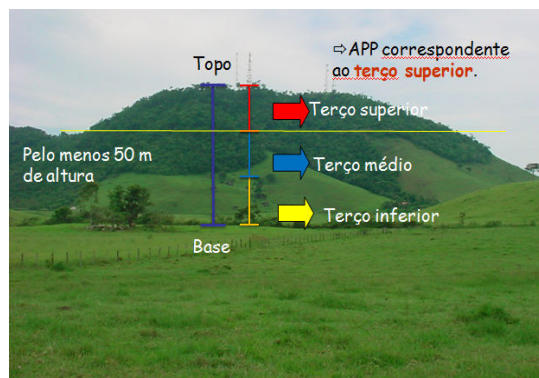 Topo
⇨APP correspondente
ao terço superior.
Terço superior
Pelo menos 50 m
de altura
Terço médio
Terço inferior
Base